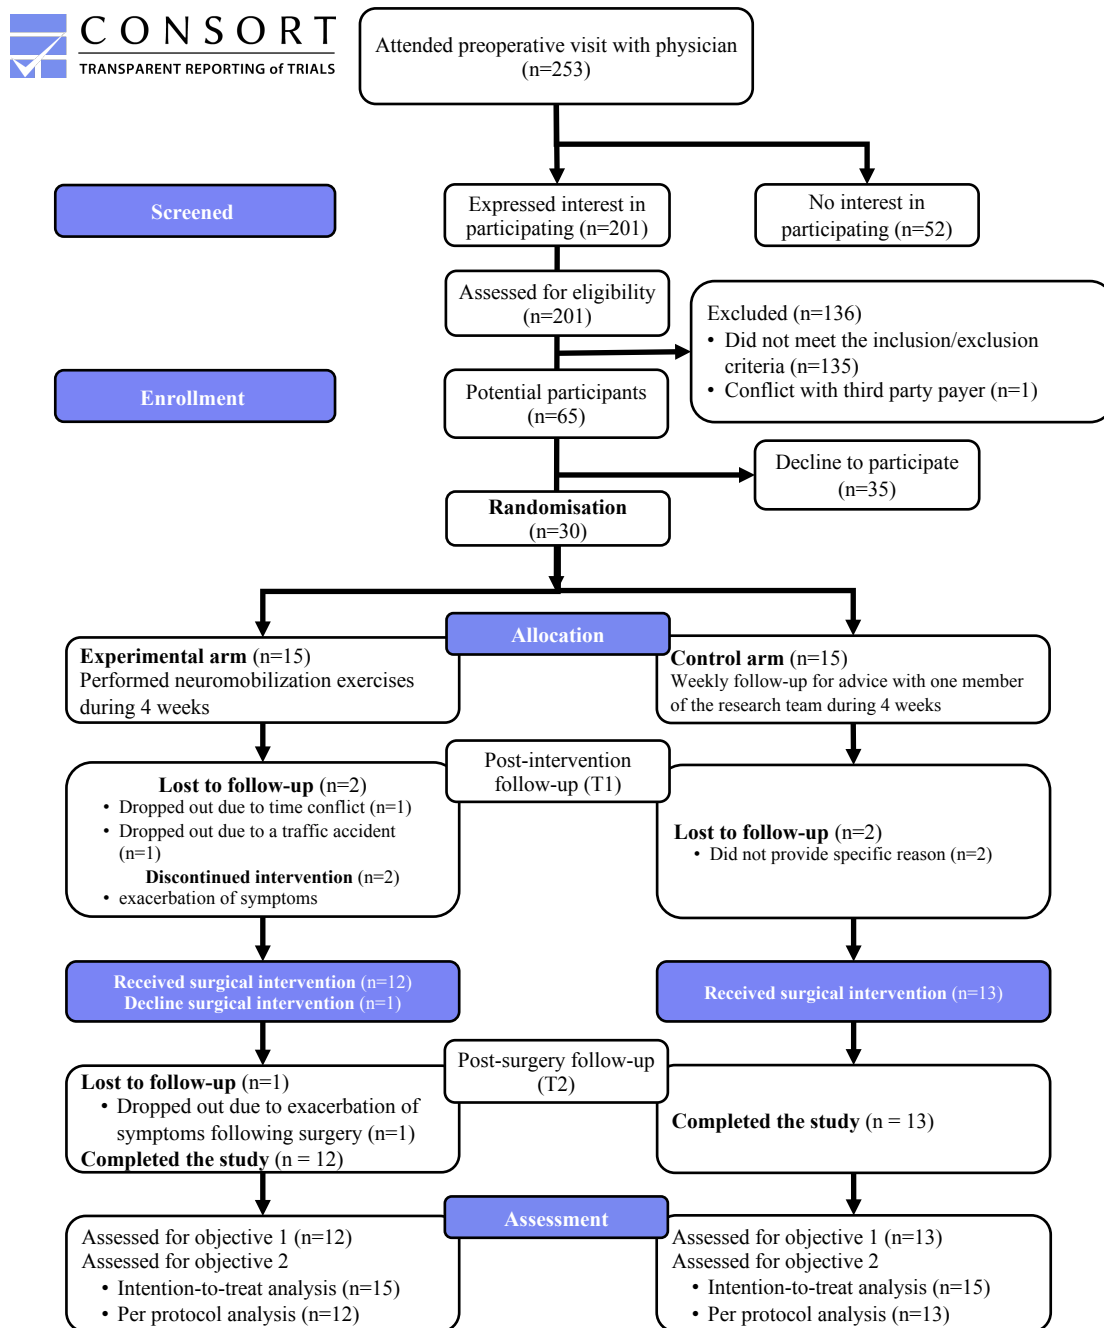 CONSORT
TRANSPARENT REPORTING of TRIALS
Attended preoperative visit with physician
(n=253)
Screened
Expressed interest in
participating (n=201)
No interest in
participating (n=52)
Assessed for eligibility
(n=201)
Excluded (n=136)
• Did not meet the inclusion/exclusion
criteria (n=135)
• Conflict with third party payer (n=1)
Enrollment
Potential participants
(n=65)
Decline to participate
(n=35)
Randomisation
(n=30)
Allocation
Experimental arm (n=15)
Performed neuromobilization exercises
during 4 weeks
Control arm (n=15)
Weekly follow-up for advice with one member
of the research team during 4 weeks
Post-intervention
follow-up (T1)
Lost to follow-up (n=2)
• Dropped out due to time conflict (n=1)
• Dropped out due to a traffic accident
(n=1)
Discontinued intervention (n=2)
• exacerbation of symptoms
Lost to follow-up (n=2)
• Did not provide specific reason (n=2)
Received surgical intervention (n=12)
Decline surgical intervention (n=1)
Received surgical intervention (n=13)
Post-surgery follow-up
(T2)
Lost to follow-up (n=1)
• Dropped out due to exacerbation of
symptoms following surgery (n=1)
Completed the study (n = 12)
Completed the study (n = 13)
Assessment
Assessed for objective 1 (n=12)
Assessed for objective 2
• Intention-to-treat analysis (n=15)
• Per protocol analysis (n=12)
Assessed for objective 1 (n=13)
Assessed for objective 2
• Intention-to-treat analysis (n=15)
• Per protocol analysis (n=13)